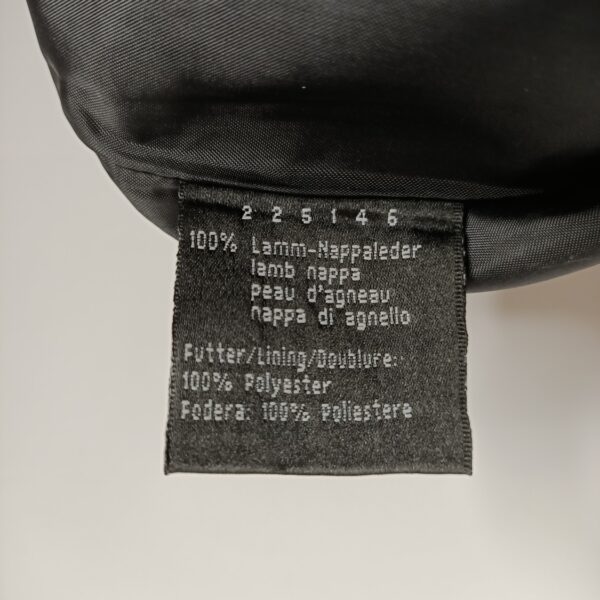 2 2 5 1 4 6
100% Lamm-Nappaleder
lamb nappa
peau d'agneau
nappa di agnello
Futter/Lining/Doublure:
100% Polyester
Fodera: 100% Poliestere